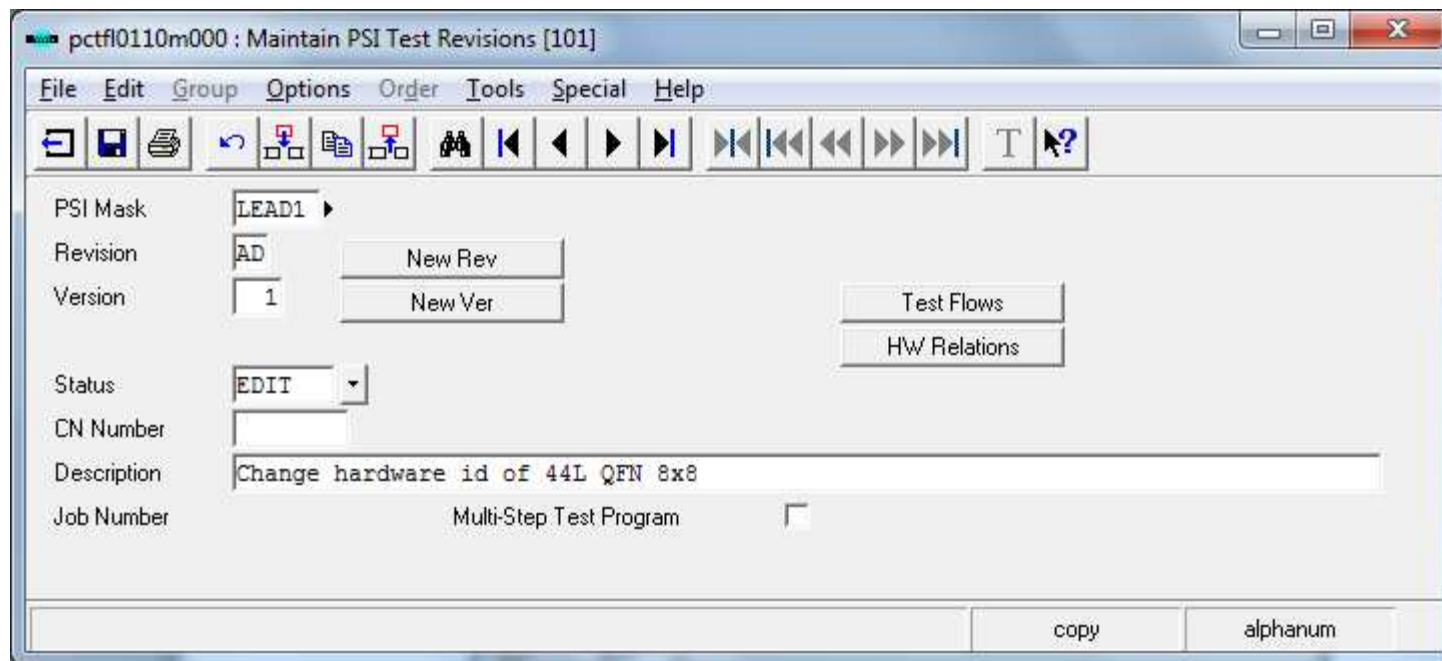 pctfl0110m000 : Maintain PSI Test Revisions [101]
File Edit Group Options Order Tools Special Help
T ?
PSI Mask LEAD1
Revision AD New Rev
Version 1 New Ver Test Flows
HW Relations
Status EDIT
CN Number
Description Change hardware id of 44L QFN 8x8
Job Number Multi-Step Test Program
copy alphanum